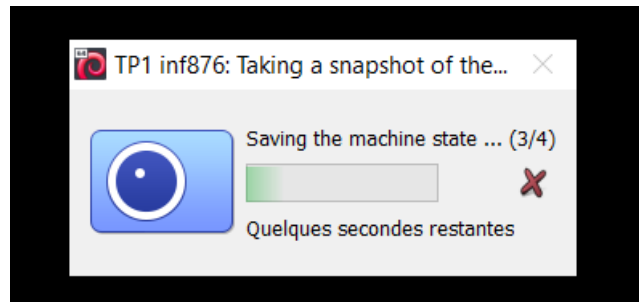 TP1 inf876: Taking a snapshot of the...
Saving the machine state ... (3/4)
Quelques secondes restantes